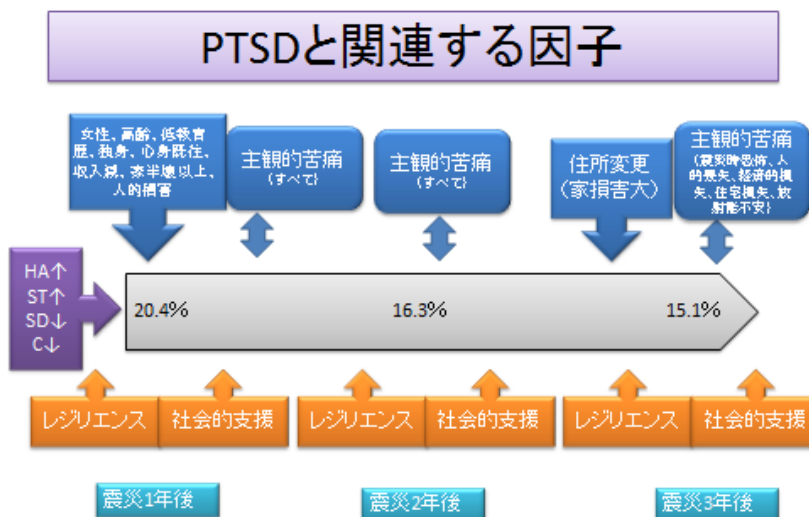 PTSDと関連する因子
女性、高齢、低教育
歴、独身、心身既往、
収入減、家半壊以上、
人的損害
主観的苦痛
(すべて)
主観的苦痛
(すべて)
住所変更
(家損害大)
主観的苦痛
(震災時恐怖、人
的喪失、経済的損
失、住宅損失、放
射能不安)
HA↑
ST↑
SD↓
C↓
20.4%
16.3%
15.1%
レジリエンス
社会的支援
レジリエンス
社会的支援
レジリエンス
社会的支援
震災1年後
震災2年後
震災3年後